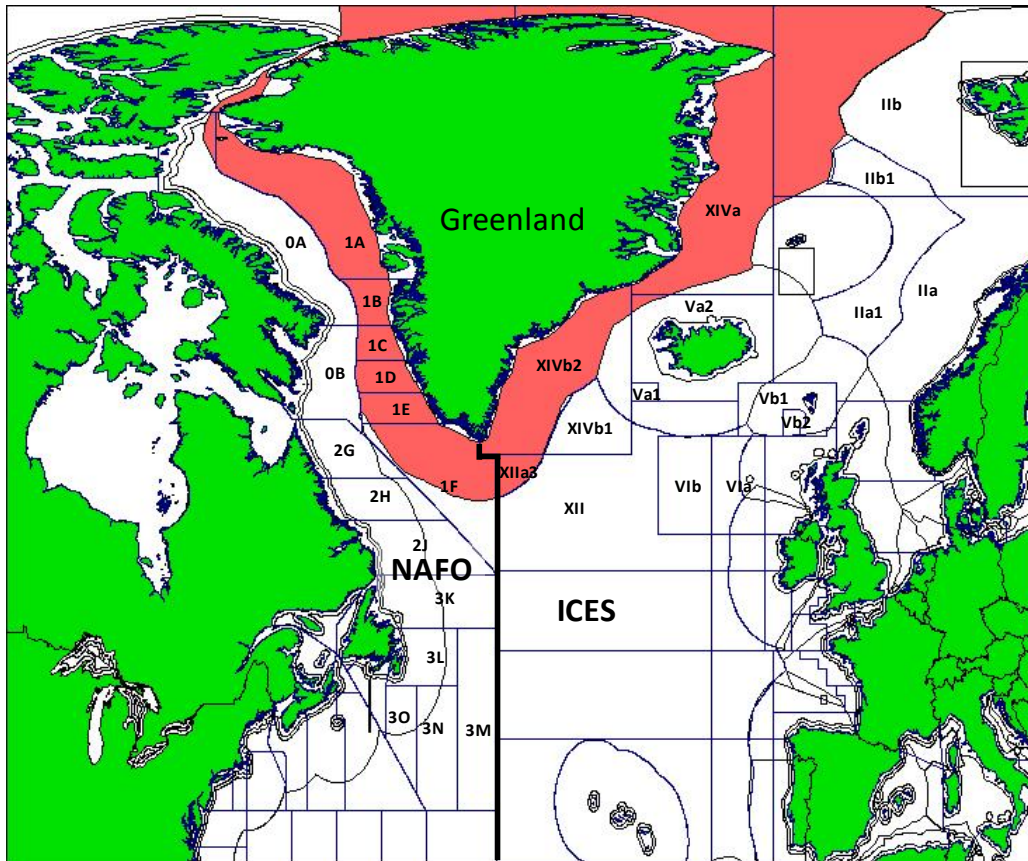 IIb
IIb1
XIVa
Greenland
0A
1A
IIa
1B
Va2
IIa1
1C
XIVb2
0B
1D
Va1
Vb1
1E
Vb2
XIVb1
2G
XIIa3
1F
VIb
VIa
2H
XII
2J
NAFO
3K
ICES
3L
3O
3N
3M